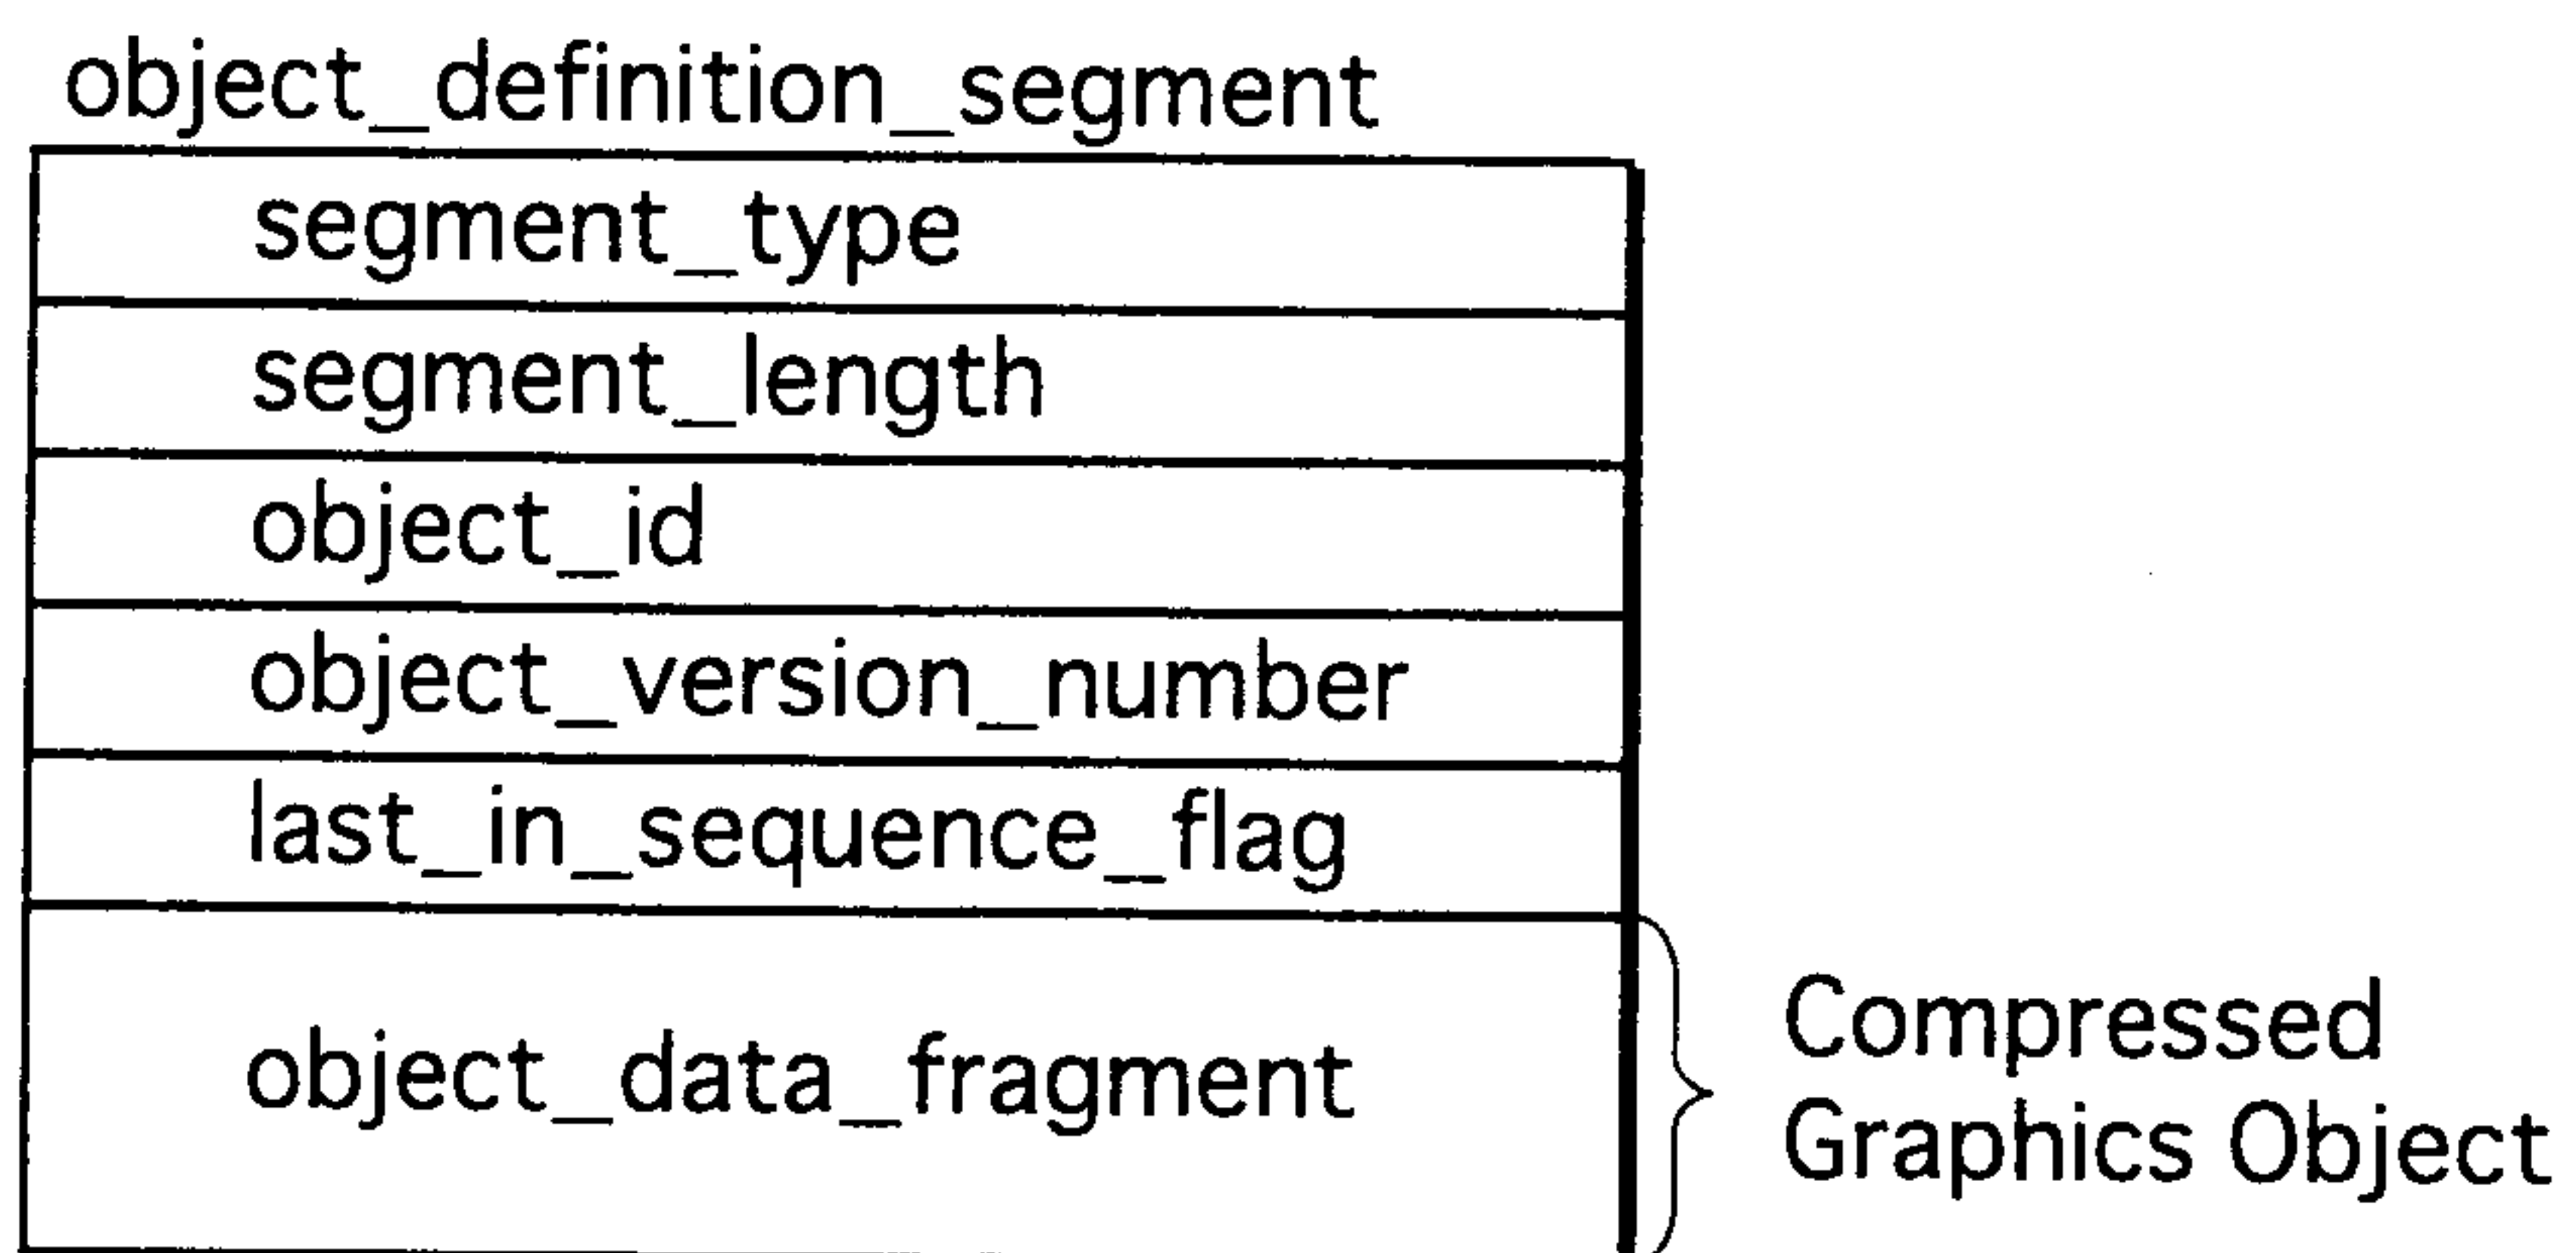 object_definition_segment
segment_type
segment_length
object_id
object_version_number
last_in_sequence_flag
object_data_fragment
Compressed
Graphics Object